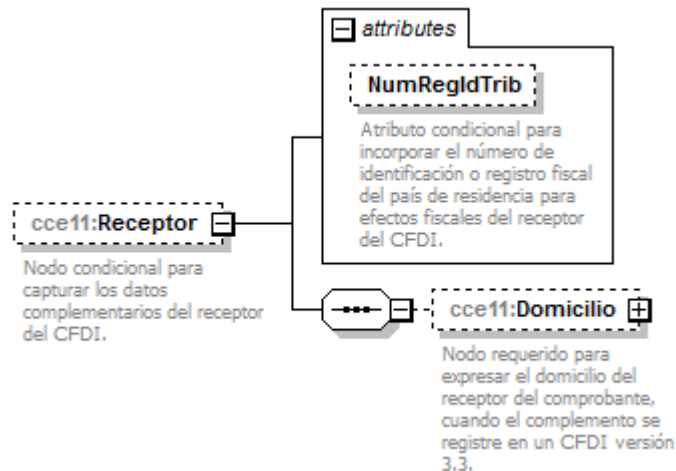 attributes
NumRegIdTrib
Atributo condicional para
incorporar el número de
identificación o registro fiscal
del país de residencia para
efectos fiscales del receptor
del CFDI.
cce11:Receptor
Nodo condicional para
capturar los datos
complementarios del receptor
del CFDI.
cce11:Domicilio
Nodo requerido para
expresar el domicilio del
receptor del comprobante,
cuando el complemento se
registre en un CFDI versión
3.3.